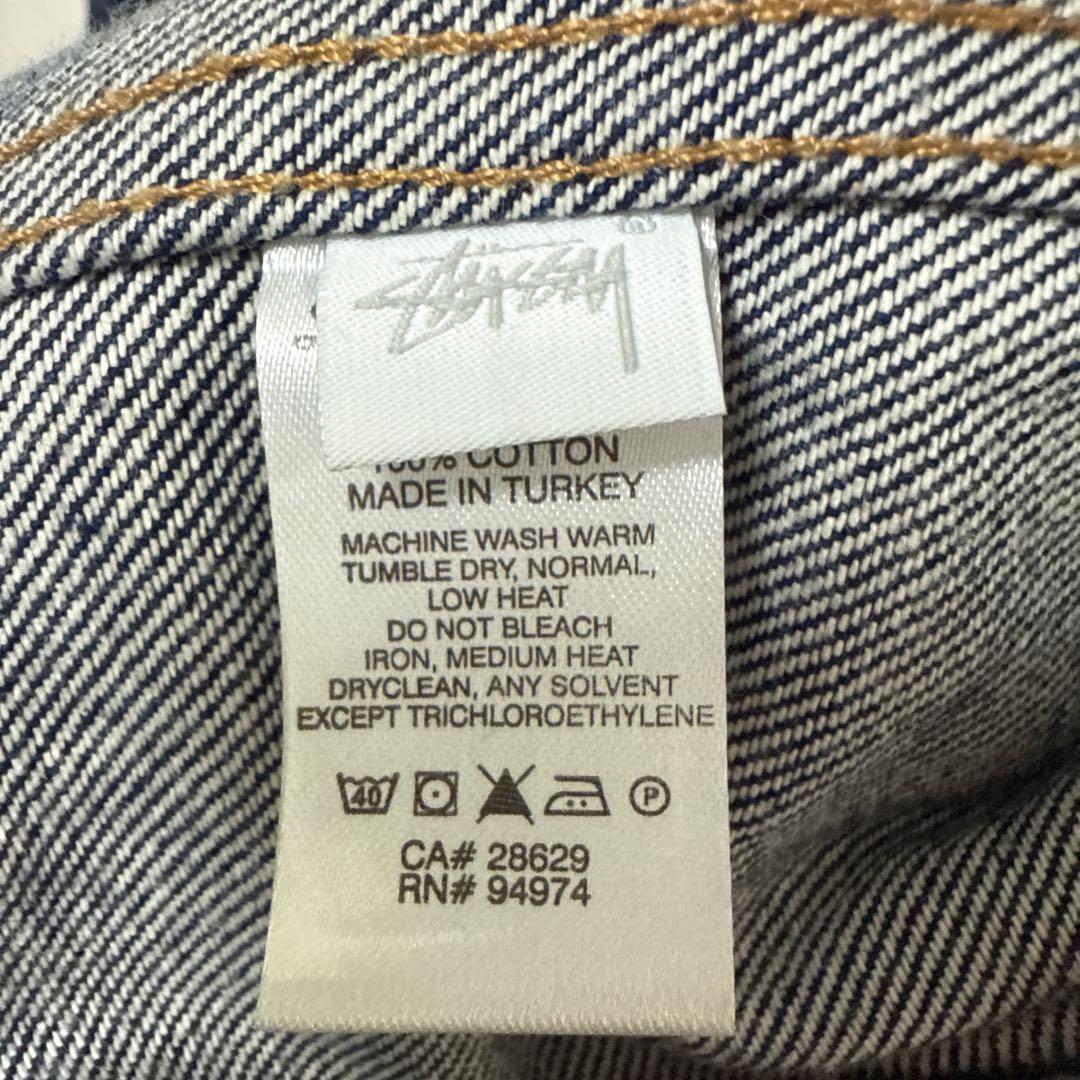 Stüssy ®
100% COTTON
MADE IN TURKEY
MACHINE WASH WARM
TUMBLE DRY, NORMAL,
LOW HEAT
DO NOT BLEACH
IRON, MEDIUM HEAT
DRYCLEAN, ANY SOLVENT
EXCEPT TRICHLOROETHYLENE
40 P
CA# 28629
RN# 94974